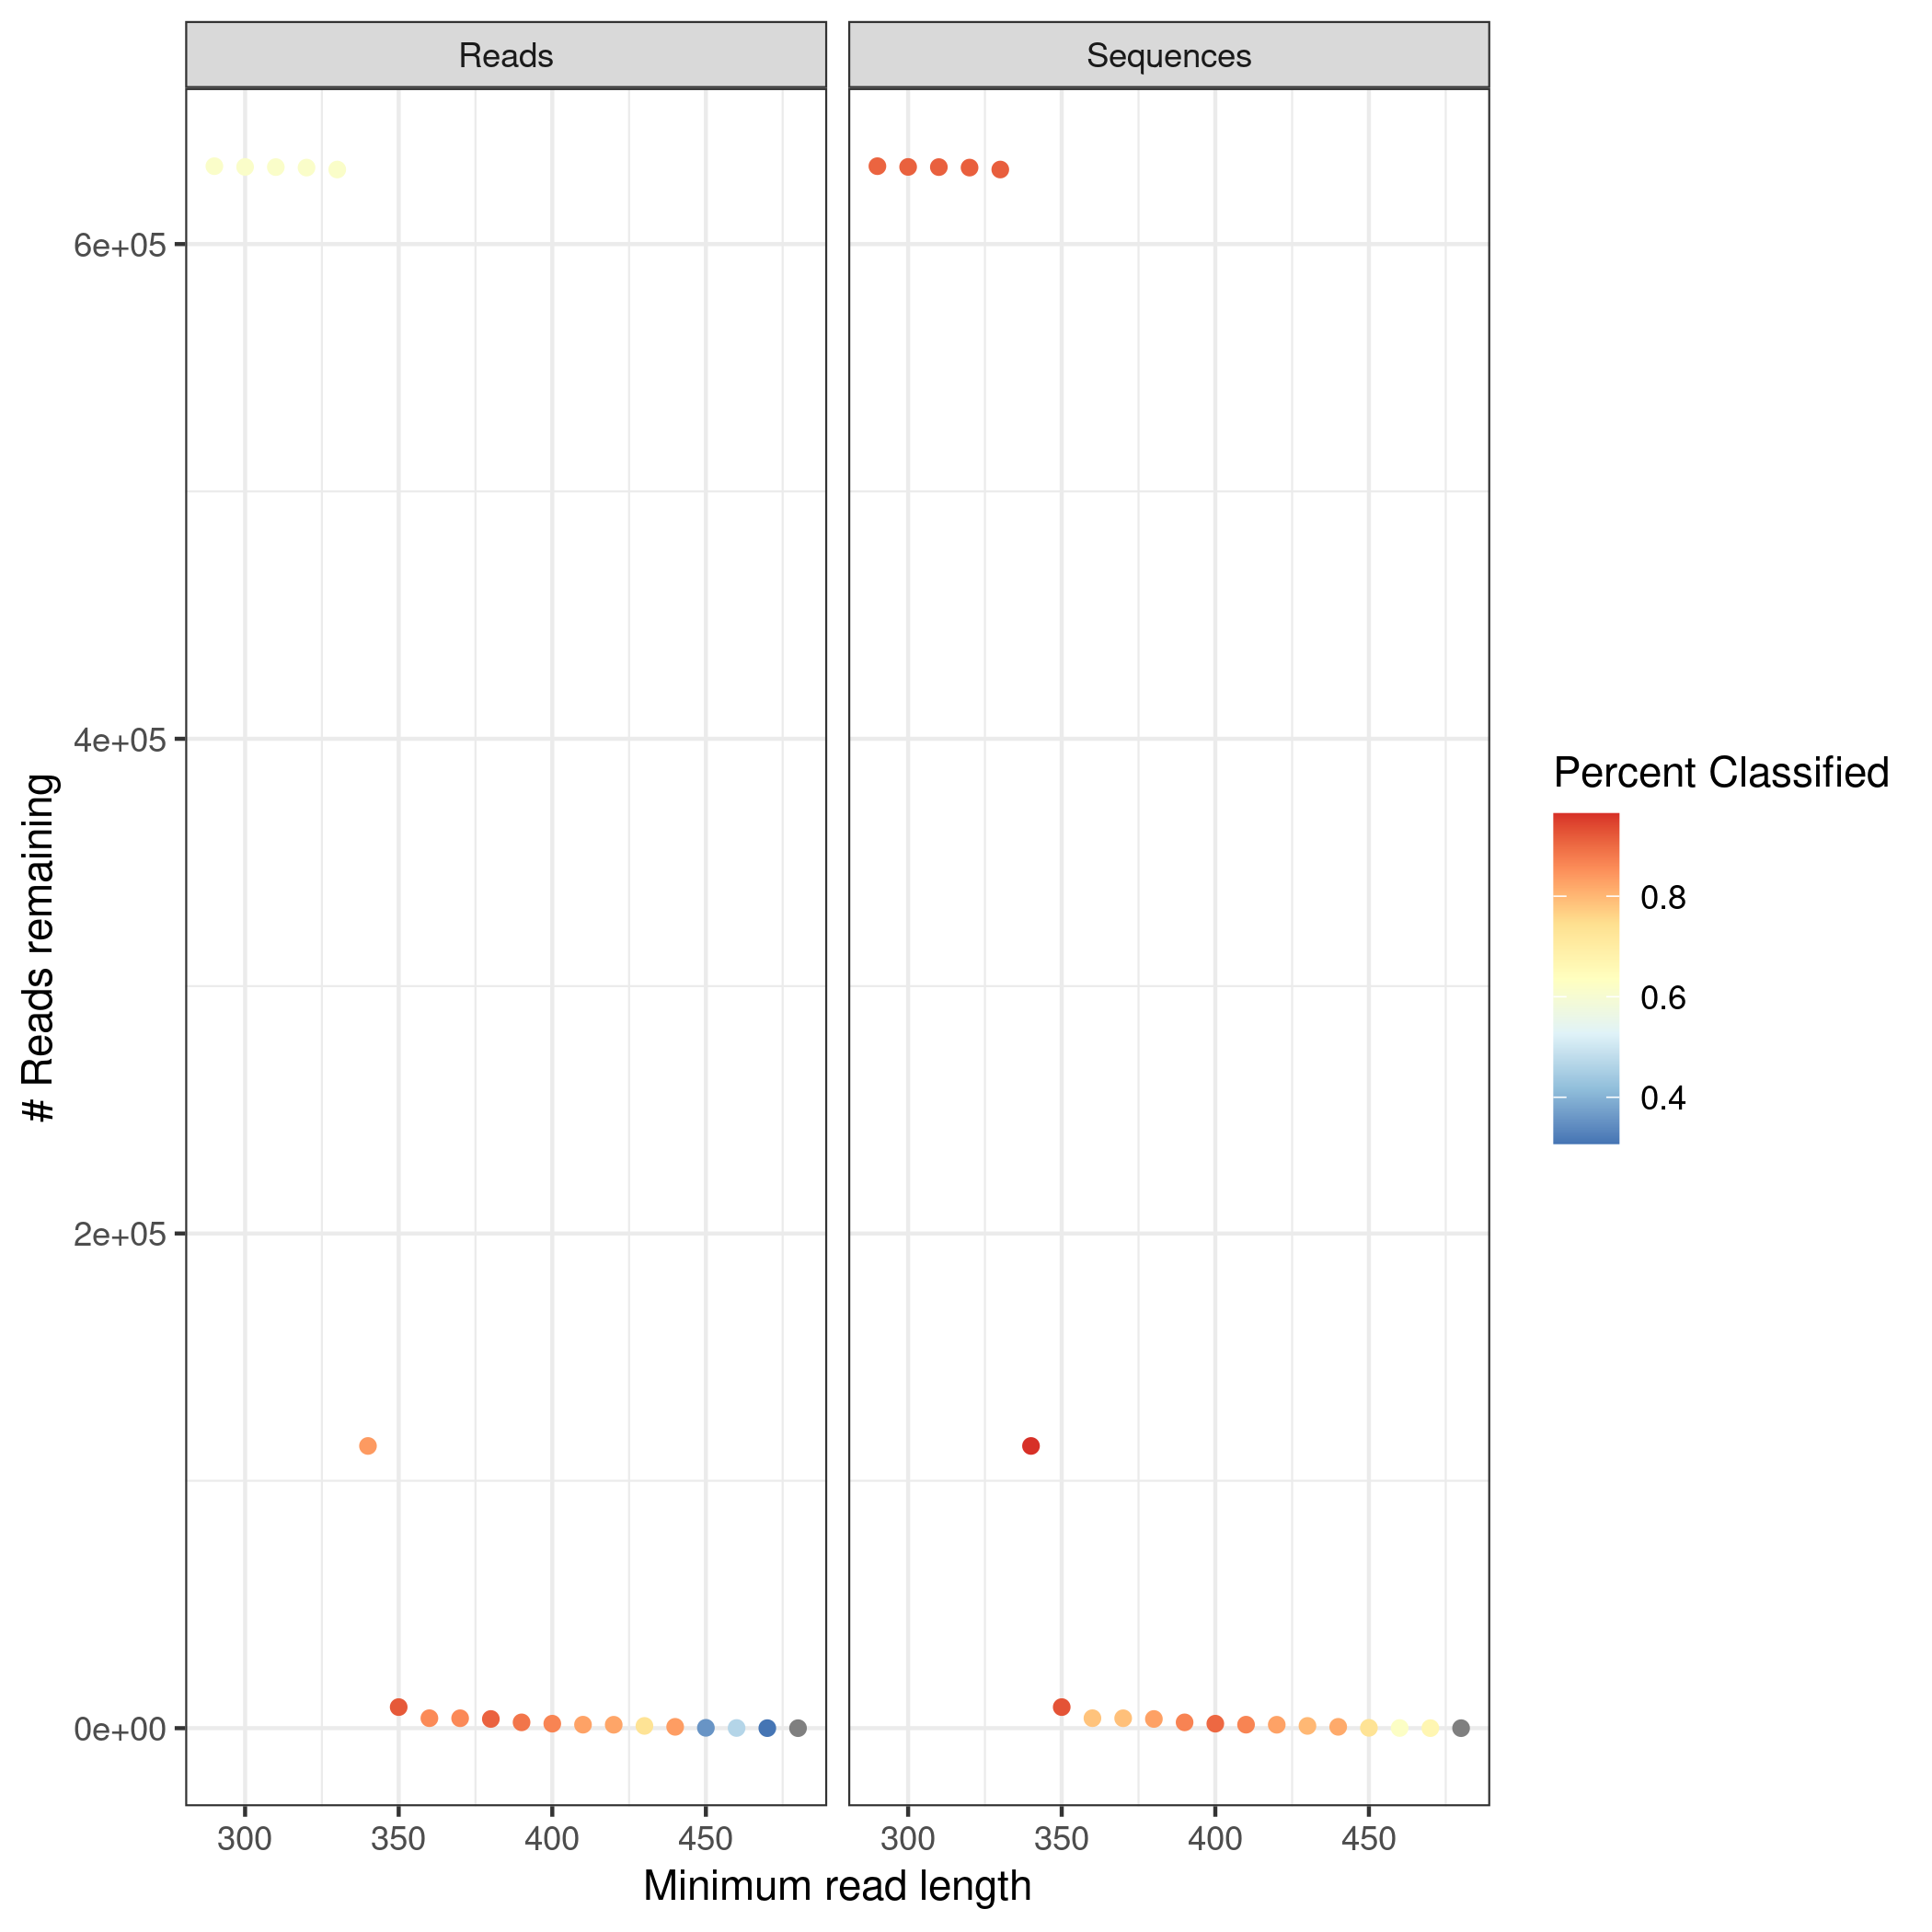 Reads
Sequences
6e+05
4e+05
2e+05
0e+00
# Reads remaining
300 350 400 450
300 350 400 450
Minimum read length
Percent Classified
0.8
0.6
0.4